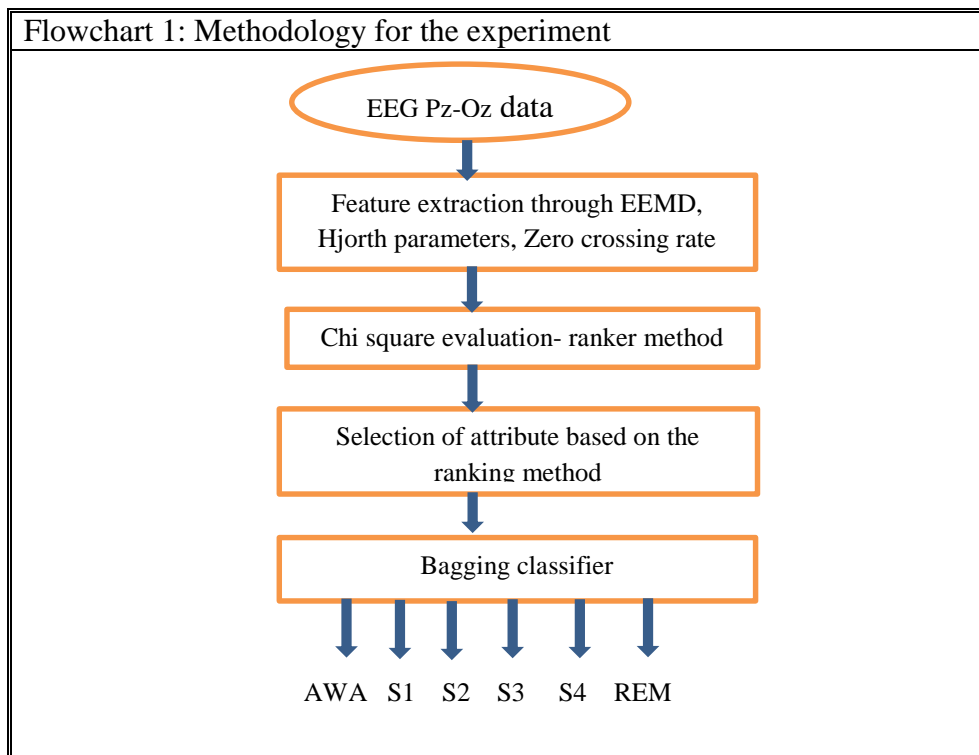 Flowchart 1: Methodology for the experiment
EEG Pz-Oz data
Feature extraction through EEMD,
Hjorth parameters, Zero crossing rate
Chi square evaluation- ranker method
Selection of attribute based on the
ranking method
Bagging classifier
AWA S1 S2 S3 S4 REM